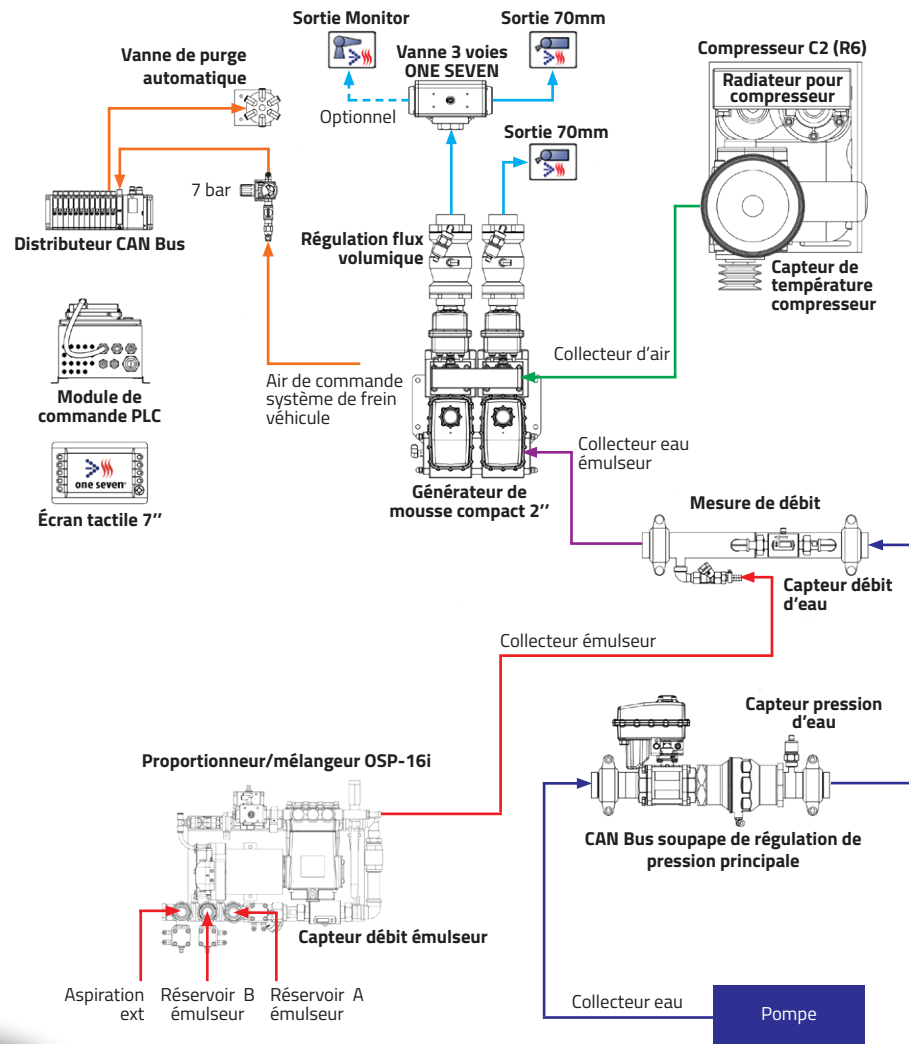 Sortie Monitor
Sortie 70mm
Vanne de purge
automatique
Vanne 3 voies
ONE SEVEN
Compresseur C2 (R6)
Radiateur pour
compresseur
Optionnel
Sortie 70mm
7 bar
Distributeur CAN Bus
Régulation flux
volumique
Capteur de
température
compresseur
Collecteur d'air
Air de commande
système de frein
véhicule
Module de
commande PLC
Collecteur eau
émulseur
one seven
Générateur de
mousse compact 2''
Mesure de débit
Écran tactile 7''
Capteur débit
d'eau
Collecteur émulseur
Capteur pression
d'eau
Proportionneur/mélangeur OSP-16i
CAN Bus soupape de régulation de
pression principale
Capteur débit émulseur
Aspiration
ext
Réservoir B
émulseur
Réservoir A
émulseur
Collecteur eau
Pompe